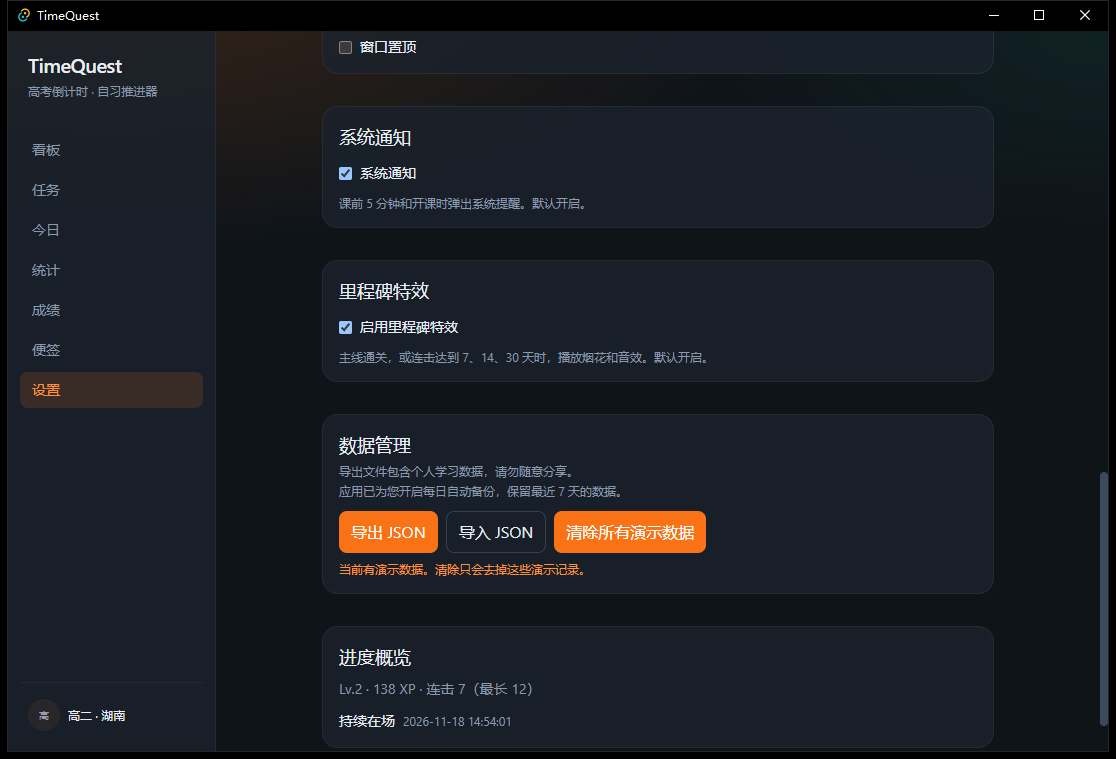 TimeQuest
TimeQuest
高考倒计时 · 自习推进器
看板
任务
今日
统计
成绩
便签
设置
高
高二 · 湖南
窗口置顶
系统通知
系统通知
课前 5 分钟和开课时弹出系统提醒。默认开启。
里程碑特效
启用里程碑特效
主线通关，或连击达到 7、14、30 天时，播放烟花和音效。默认开启。
数据管理
导出文件包含个人学习数据，请勿随意分享。
应用已为您开启每日自动备份，保留最近 7 天的数据。
导出 JSON 导入 JSON 清除所有演示数据
当前有演示数据。清除只会去掉这些演示记录。
进度概览
Lv.2 · 138 XP · 连击 7（最长 12）
持续在场 2026-11-18 14:54:01